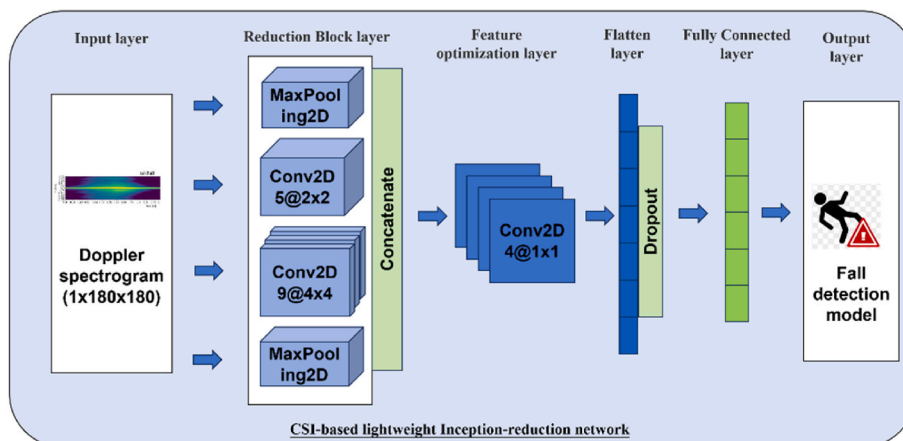 Input layer
Reduction Block layer
Feature
optimization layer
Flatten
layer
Fully Connected
layer
Output
layer
Doppler
spectrogram
(1x180x180)
MaxPool
ing2D
Conv2D
5@2x2
Conv2D
9@4x4
MaxPool
ing2D
Concatenate
Conv2D
4@1x1
Dropout
Fall
detection
model
CSI-based lightweight Inception-reduction network